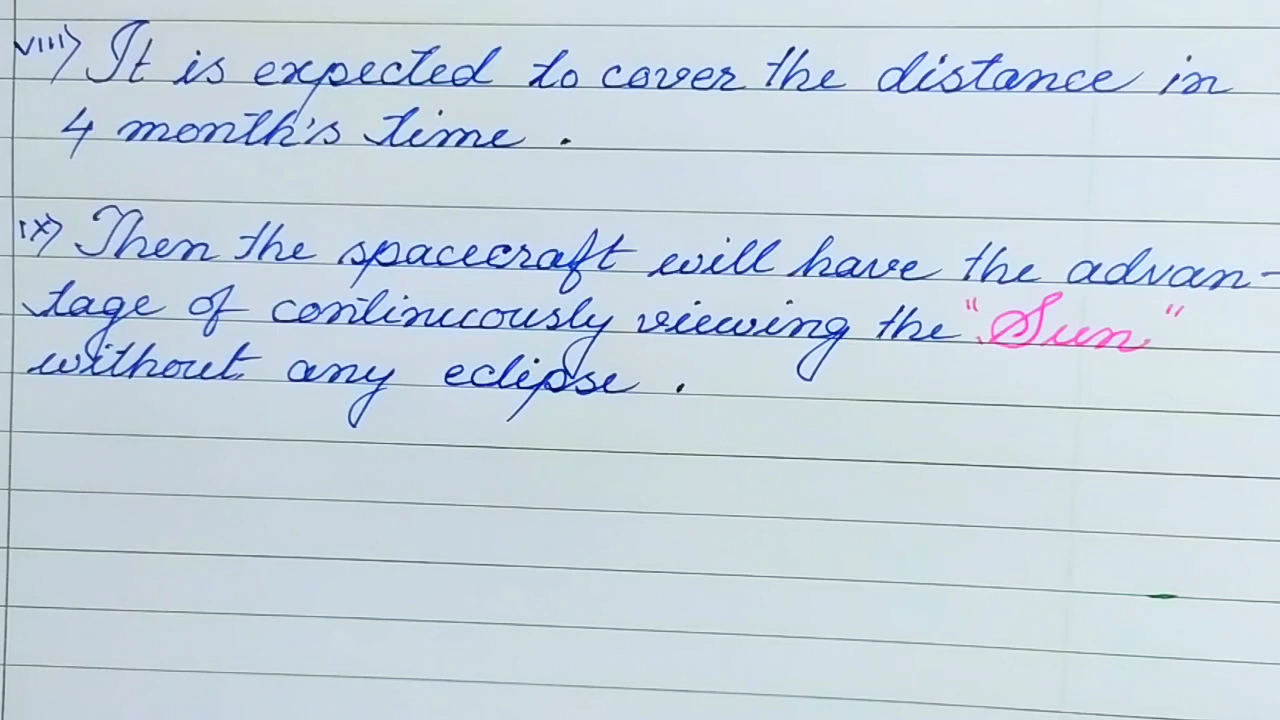 viii) It is expected to cover the distance in
4 month's time .
ix) Then the spacecraft will have the advan-
tage of continuously viewing the "Sun"
without any eclipse .